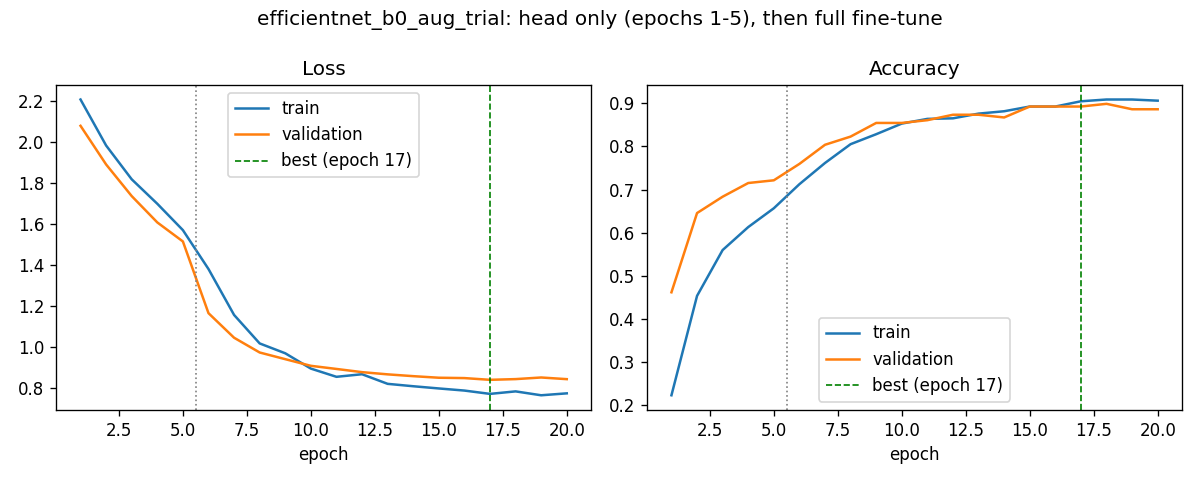 efficientnet_b0_aug_trial: head only (epochs 1-5), then full fine-tune
Loss
2.2
2.0
1.8
1.6
1.4
1.2
1.0
0.8
train
validation
best (epoch 17)
2.5 5.0 7.5 10.0 12.5 15.0 17.5 20.0
epoch
Accuracy
0.9
0.8
0.7
0.6
0.5
0.4
0.3
0.2
train
validation
best (epoch 17)
2.5 5.0 7.5 10.0 12.5 15.0 17.5 20.0
epoch